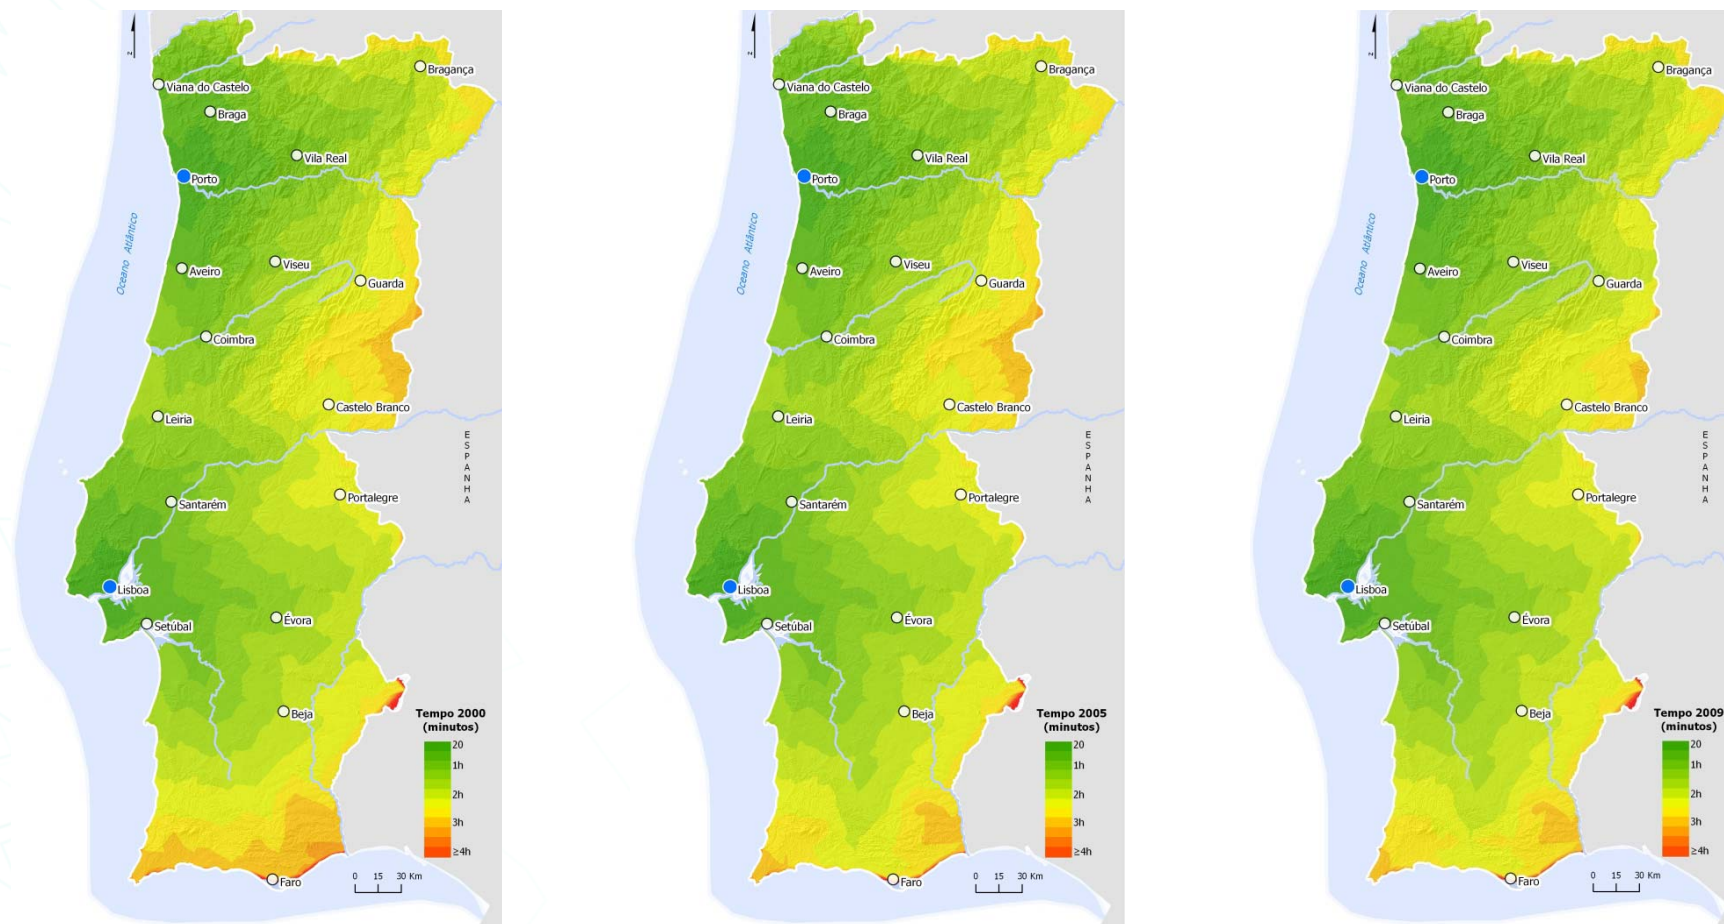 z
Bragança
Viana do Castelo
Braga
Vila Real
Porto
Oceano Atlântico
Aveiro
Viseu
Guarda
Coimbra
Castelo Branco
Leiria
ESPANHA
Portalegre
Santarém
Lisboa
Évora
Setúbal
Beja
Tempo 2000
(minutos)
20
1h
2h
3h
≥4h
Faro
0 15 30 Km
z
Bragança
Viana do Castelo
Braga
Vila Real
Porto
Oceano Atlântico
Aveiro
Viseu
Guarda
Coimbra
Castelo Branco
Leiria
ESPANHA
Portalegre
Santarém
Lisboa
Évora
Setúbal
Beja
Tempo 2005
(minutos)
20
1h
2h
3h
≥4h
Faro
0 15 30 Km
z
Bragança
Viana do Castelo
Braga
Vila Real
Porto
Oceano Atlântico
Aveiro
Viseu
Guarda
Coimbra
Castelo Branco
Leiria
ESPANHA
Portalegre
Santarém
Lisboa
Évora
Setúbal
Beja
Tempo 2009
(minutos)
20
1h
2h
3h
≥4h
Faro
0 15 30 Km